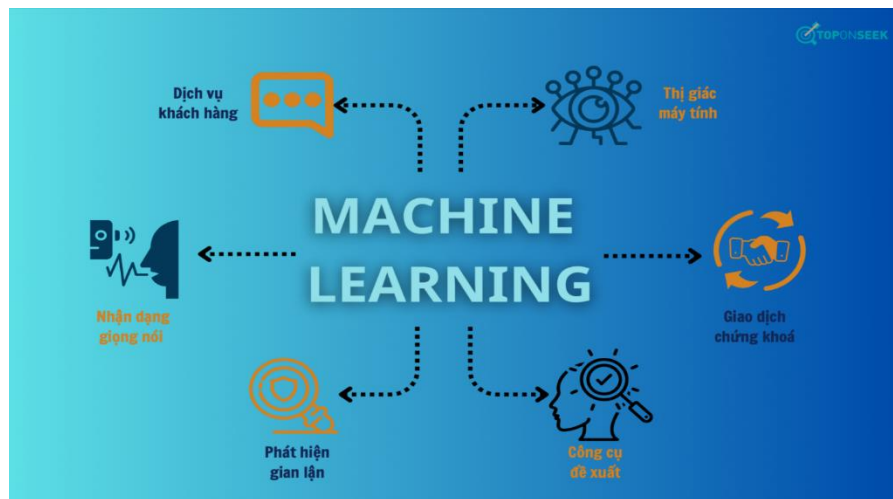 TOPONSEEK
Dịch vụ
khách hàng
Thị giác
máy tính
MACHINE
LEARNING
Nhận dạng
giọng nói
Giao dịch
chứng khoá
Phát hiện
gian lận
Công cụ
đề xuất